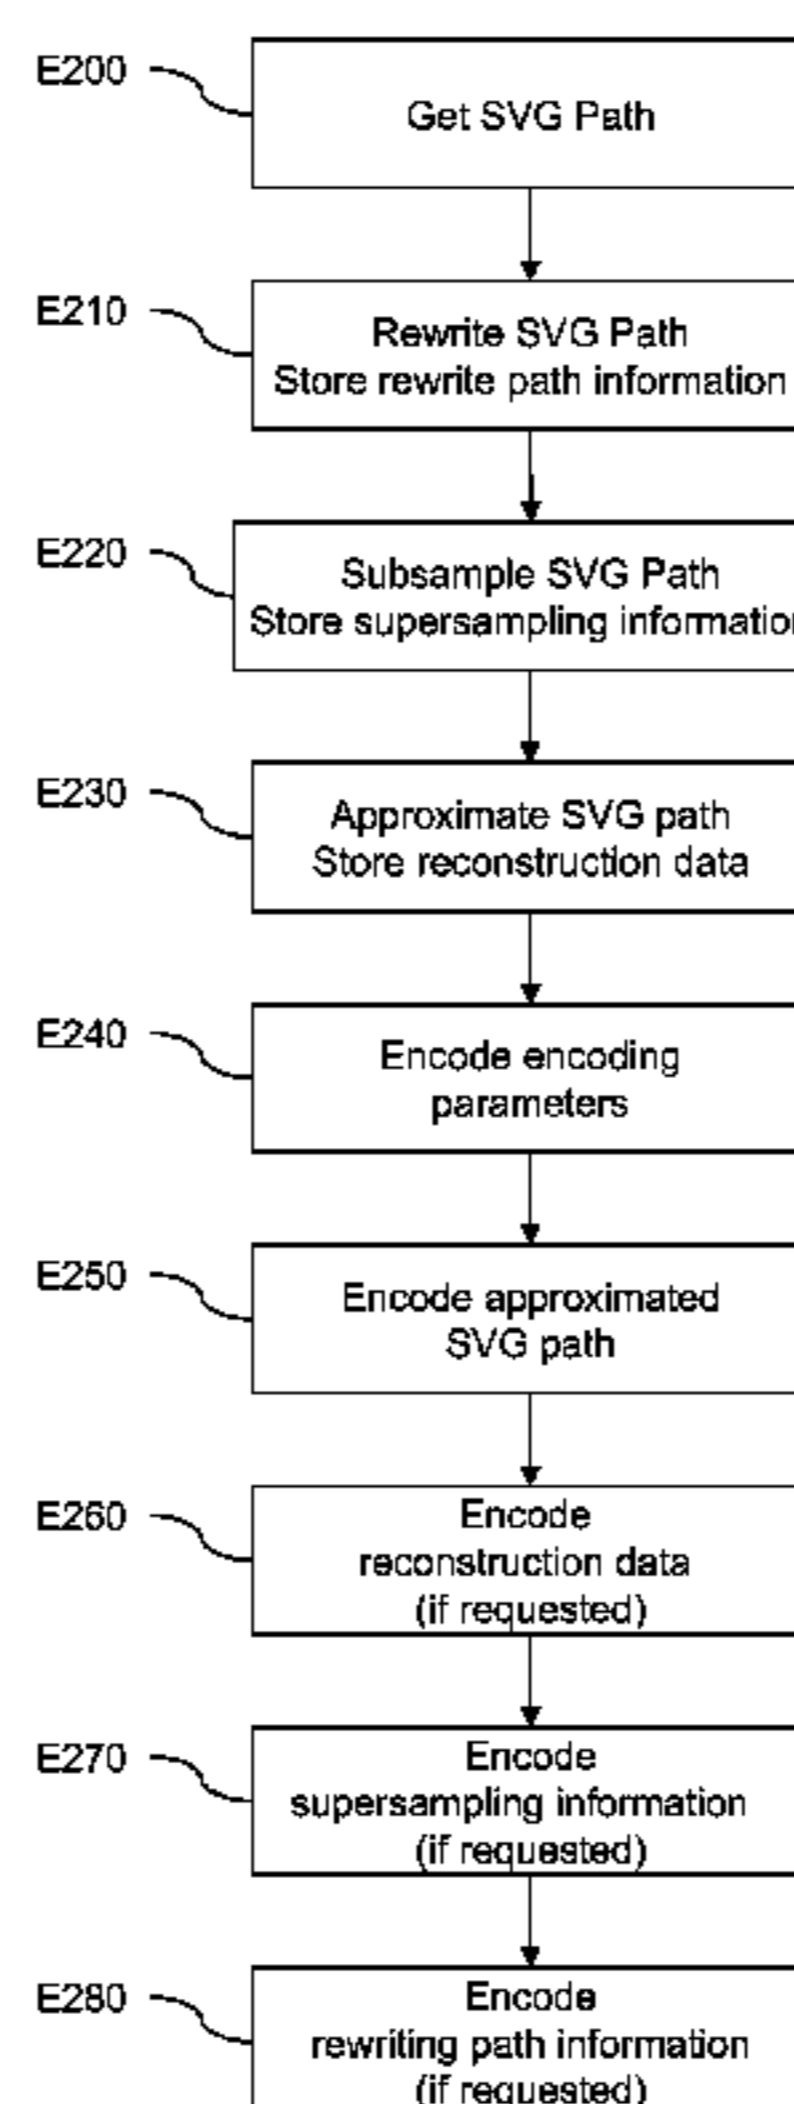 E200
Get SVG Path
E210
Rewrite SVG Path
Store rewrite path information
E220
Subsample SVG Path
Store supersampling informatio
E230
Approximate SVG path
Store reconstruction data
E240
Encode encoding
parameters
E250
Encode approximated
SVG path
E260
Encode
reconstruction data
(if requested)
E270
Encode
supersampling information
(if requested)
E280
Encode
rewriting path information
(if requested)